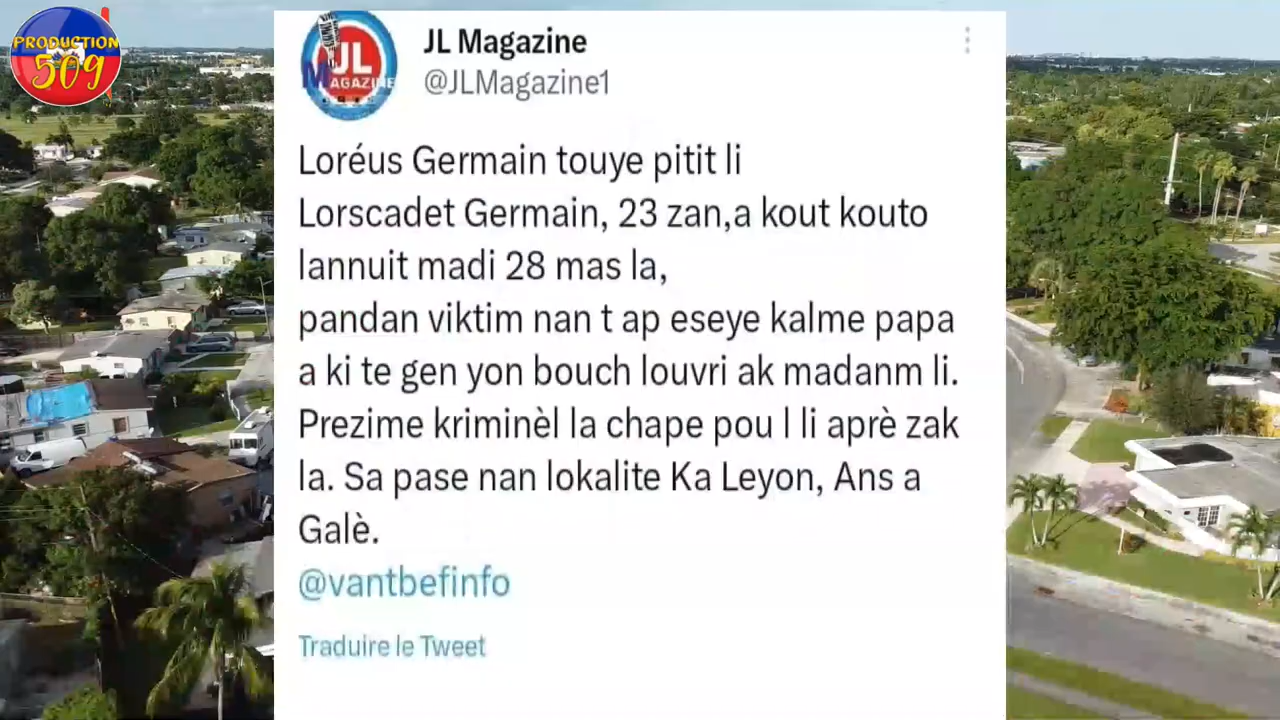 PRODUCTION
509
JL
MAGAZINE
JL Magazine
@JLMagazine1
Loréus Germain touye pitit li
Lorscadet Germain, 23 zan,a kout kouto
lannuit madi 28 mas la,
pandan viktim nan t ap eseye kalme papa
a ki te gen yon bouch louvri ak madanm li.
Prezime kriminèl la chape pou l li aprè zak
la. Sa pase nan lokalite Ka Leyon, Ans a
Galè.
@vantbefinfo
Traduire le Tweet